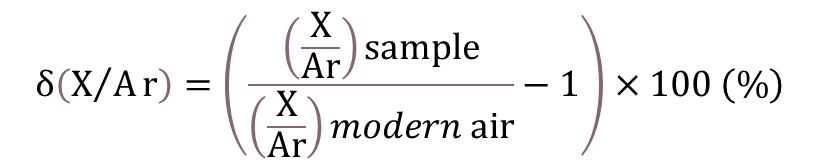 δ(X/Ar) = ((X/Ar) sample / (X/Ar) modern air − 1) × 100 (%)